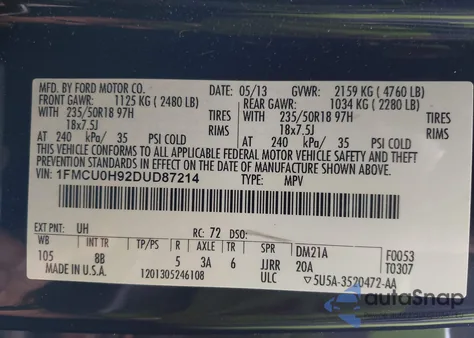 MFD. BY FORD MOTOR CO.
05/13 GVWR: 2159 KG ( 4760 LB)
FRONT GAWR: 1125 KG ( 2480 LB) REAR GAWR: 1034 KG ( 2280 LB)
235/50R18 97H TIRES 235/50R18 97H TIRES
18x7.5J RIMS 18x7.5J RIMS
AT 240 kPa/ 35 PSI COLD AT 240 kPa/ 35 PSI COLD
THIS VEHICLE CONFORMS TO ALL APPLICABLE FEDERAL MOTOR VEHICLE SAFETY
AND THEFT PREVENTION STANDARDS IN EFFECT ON THE DATE OF MANUFACTURE SHOWN ABOVE.
VIN: 1FMCU0H92DUD87214 TYPE: MPV
EXT PNT: UH RC: 72 DSO:
WB INT TR TP/PS R AXLE TR SPR DM21A F0053
105 8B 5 3A 6 JJRR 20A T0307
MADE IN U.S.A. 1201305246108 ULC ▽5U5A-3520472-AA
autoSnap